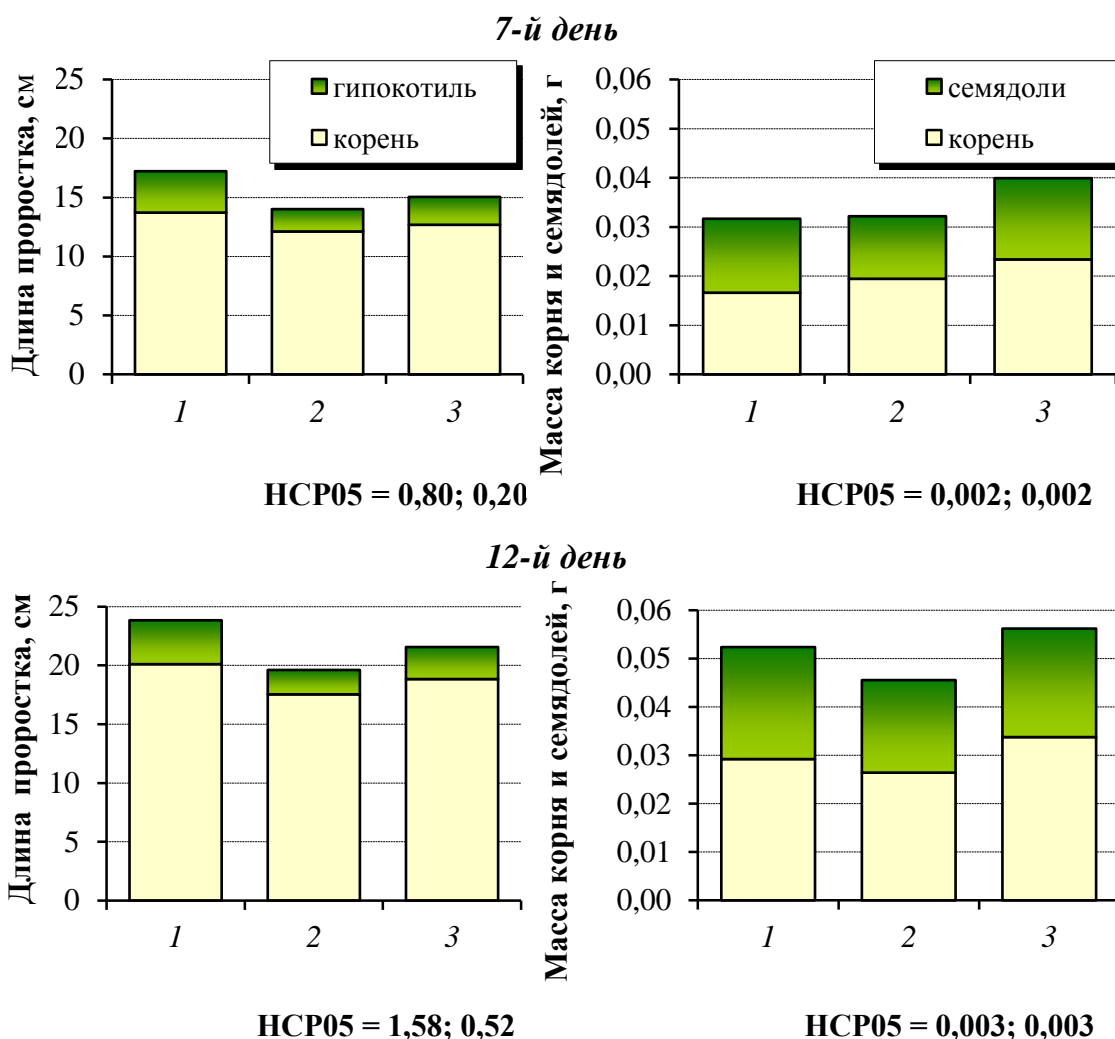 7-й день
Длина проростка, см
25
20
15
10
5
0
гипокотиль
корень
1 2 3
НСР05 = 0,80; 0,20
Масса корня и семядолей, г
0,06
0,05
0,04
0,03
0,02
0,01
0,00
семядоли
корень
1 2 3
НСР05 = 0,002; 0,002
12-й день
Длина проростка, см
25
20
15
10
5
0
1 2 3
НСР05 = 1,58; 0,52
Масса корня и семядолей, г
0,06
0,05
0,04
0,03
0,02
0,01
0,00
1 2 3
НСР05 = 0,003; 0,003